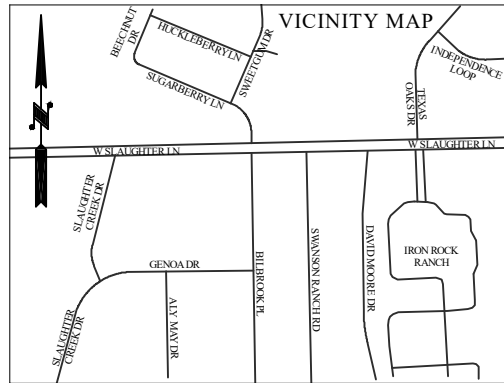 VICINITY MAP
BEECHNUT
DR
HUCKLEBERRY LN
SWEETGUM DR
SUGARBERRY LN
INDEPENDENCE
LOOP
TEXAS
OAKS DR
W SLAUGHTER LN
W SLAUGHTER LN
SLAUGHTER
CREEK DR
GENOA DR
BILBROOK PL
SWANSON RANCH RD
DAVID MOORE DR
IRON ROCK
RANCH
SLAUGHTER
CREEK DR
ALY MAY DR
N